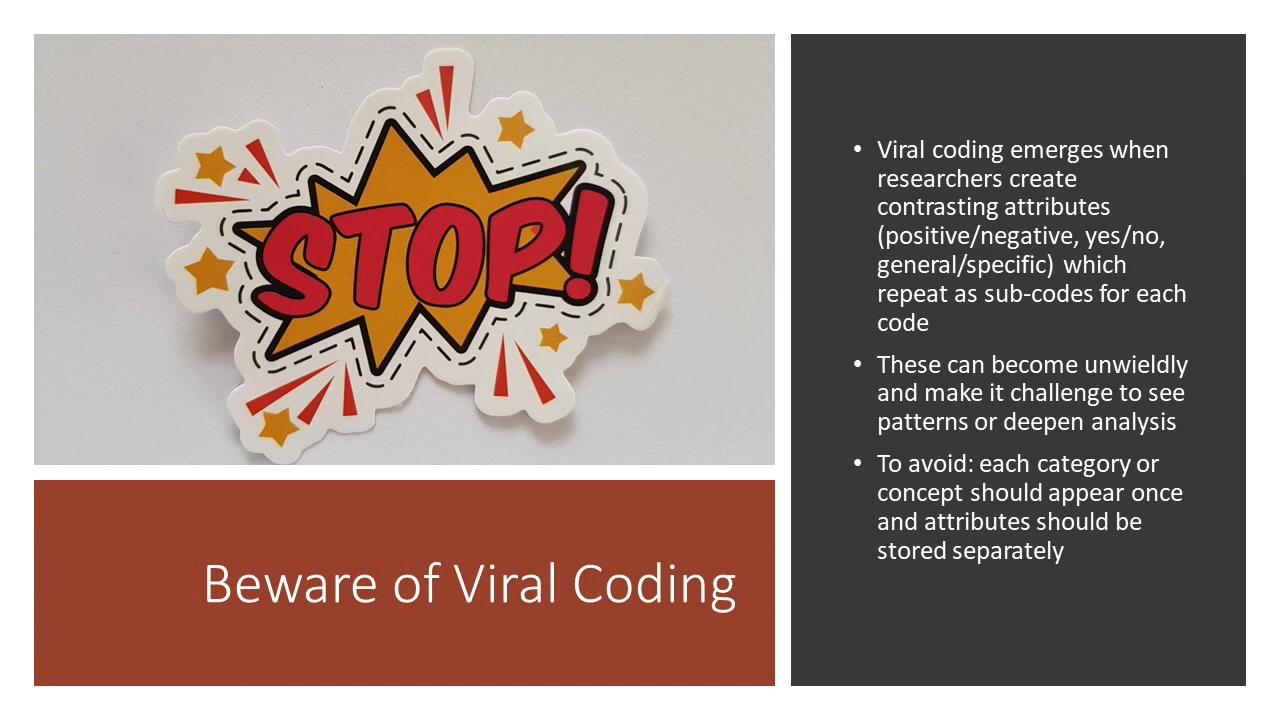 STOP!
Beware of Viral Coding
• Viral coding emerges when
researchers create
contrasting attributes
(positive/negative, yes/no,
general/specific) which
repeat as sub-codes for each
code
• These can become unwieldly
and make it challenge to see
patterns or deepen analysis
• To avoid: each category or
concept should appear once
and attributes should be
stored separately